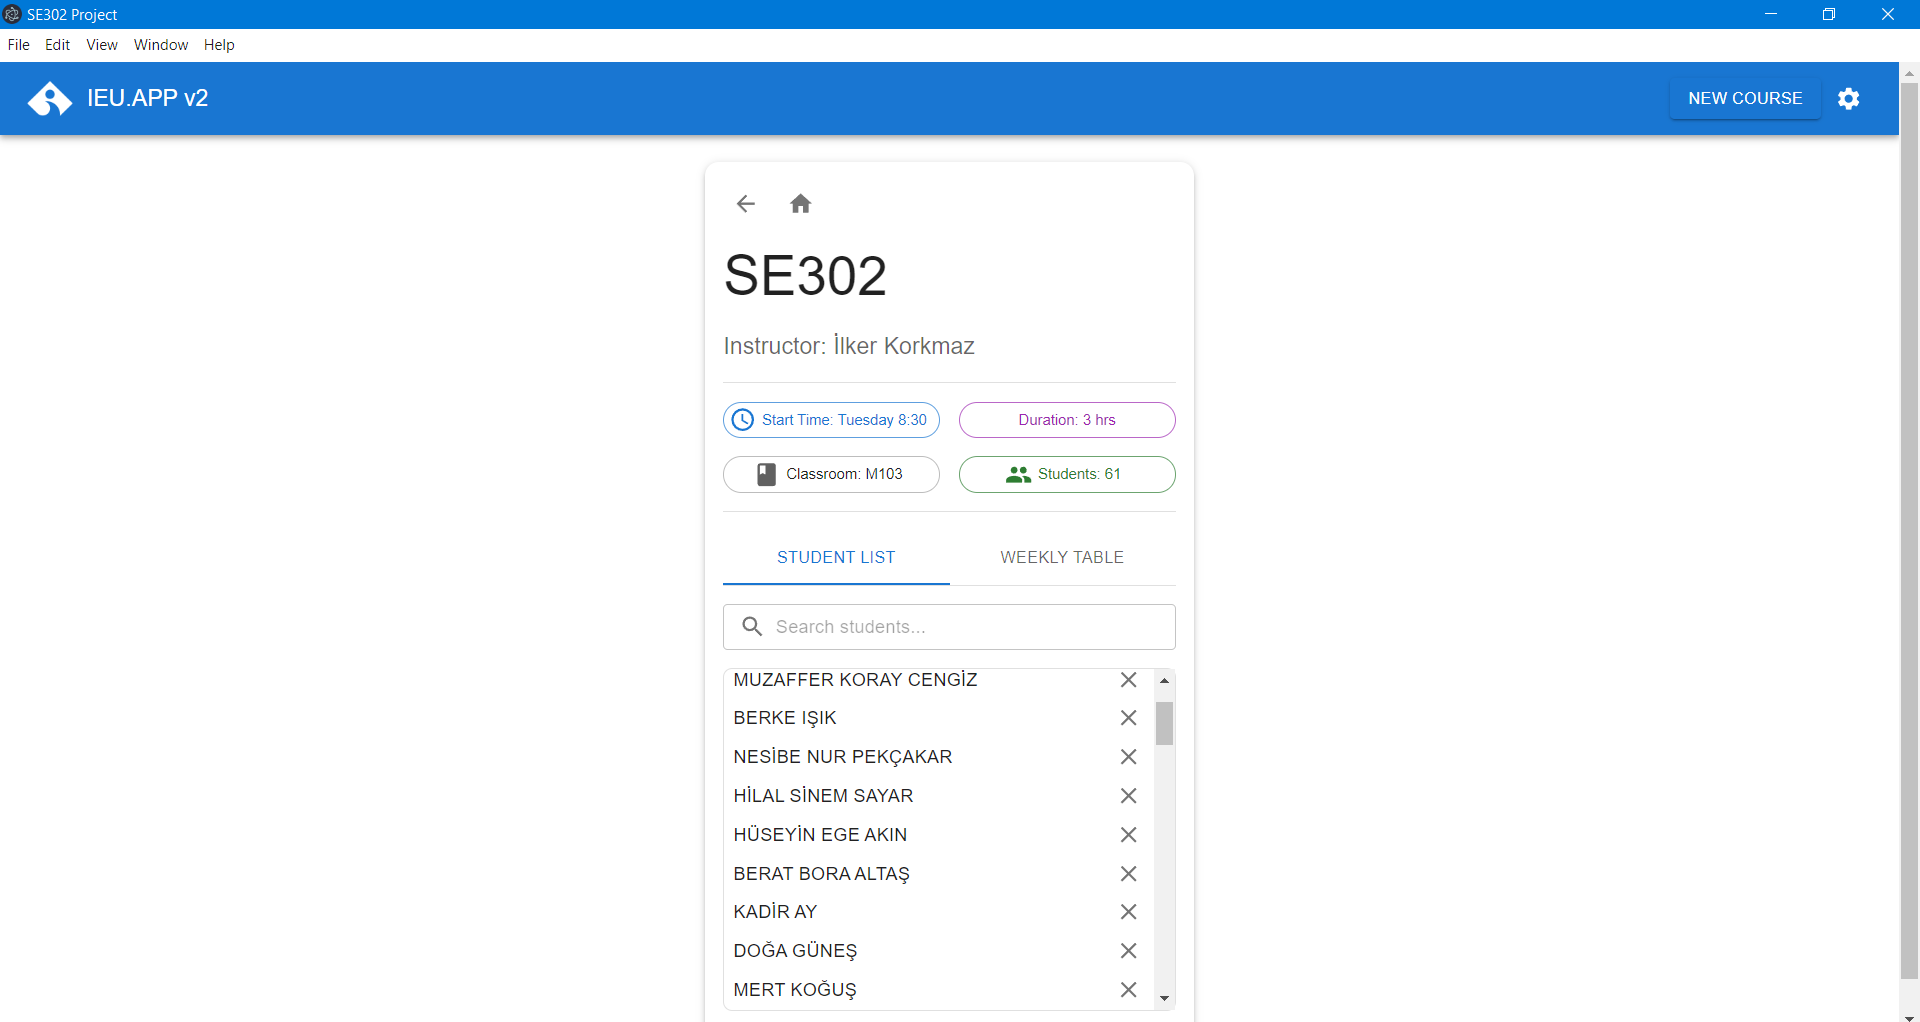 SE302 Project
File Edit View Window Help
IEU.APP v2
NEW COURSE
SE302
Instructor: İlker Korkmaz
Start Time: Tuesday 8:30
Duration: 3 hrs
Classroom: M103
Students: 61
STUDENT LIST
WEEKLY TABLE
Search students...
MUZAFFER KORAY CENGİZ
BERKE IŞIK
NESİBE NUR PEKÇAKAR
HİLAL SİNEM SAYAR
HÜSEYİN EGE AKIN
BERAT BORA ALTAŞ
KADİR AY
DOĞA GÜNEŞ
MERT KOĞUŞ